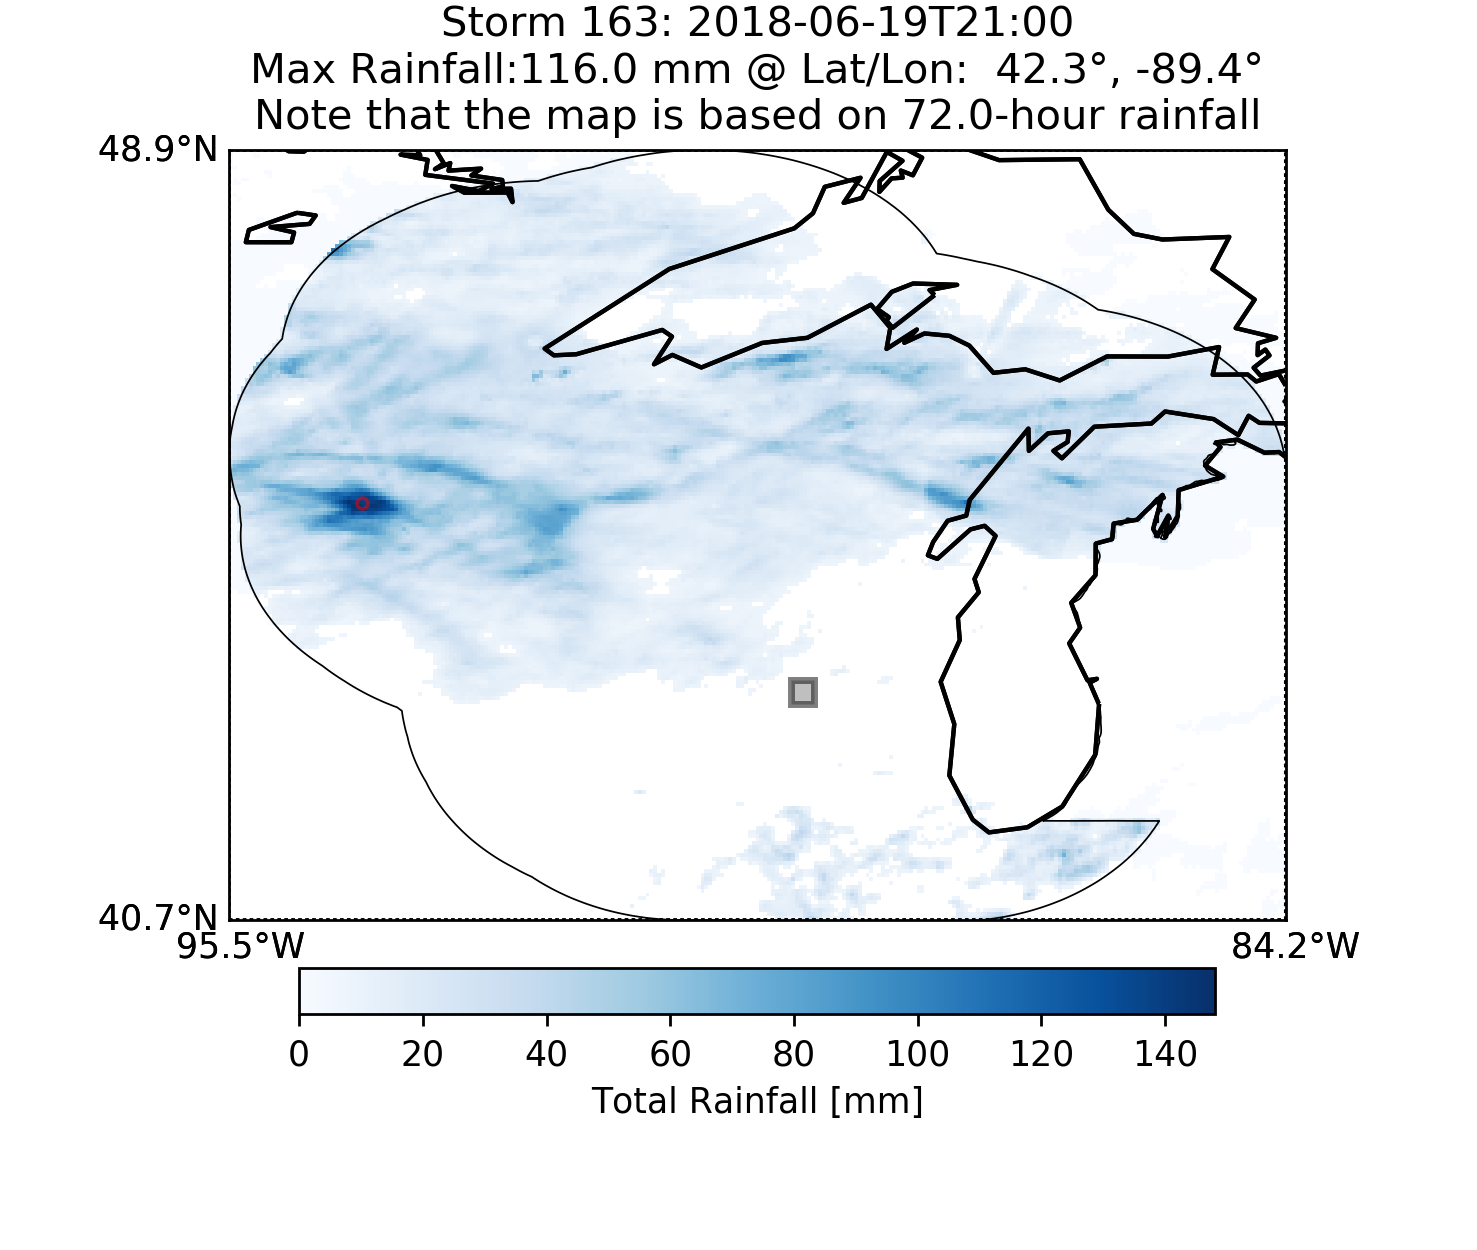 Storm 163: 2018-06-19T21:00
Max Rainfall:116.0 mm @ Lat/Lon:  42.3°, -89.4°
Note that the map is based on 72.0-hour rainfall
48.9°N
40.7°N
95.5°W 84.2°W
0 20 40 60 80 100 120 140
Total Rainfall [mm]